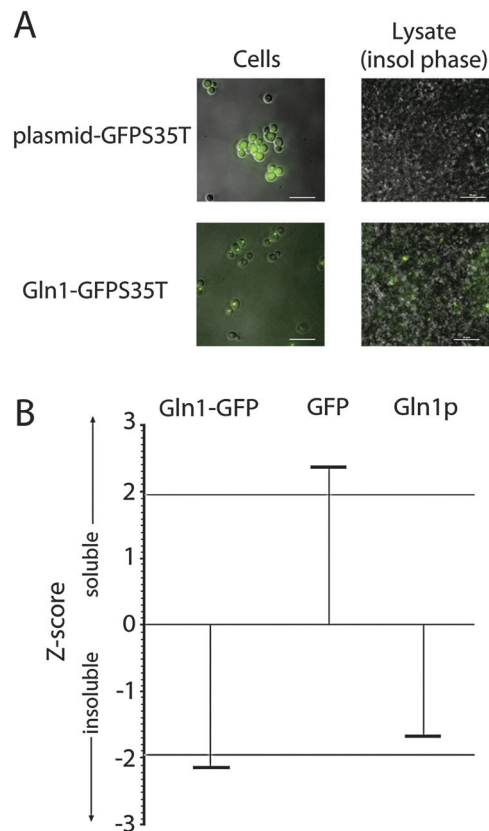 A
Cells
Lysate
(insol phase)
plasmid-GFPS35T
Gln1-GFPS35T
B
Gln1-GFP GFP Gln1p
3
2
1
0
-1
-2
-3
Z-score
soluble
insoluble